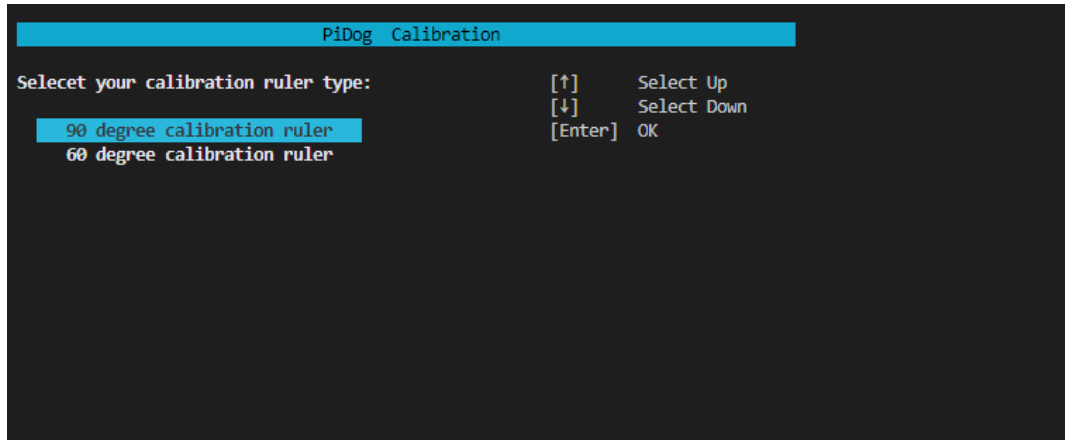 PiDog  Calibration
Selecet your calibration ruler type:
[↑] Select Up
[↓] Select Down
90 degree calibration ruler
[Enter] OK
60 degree calibration ruler